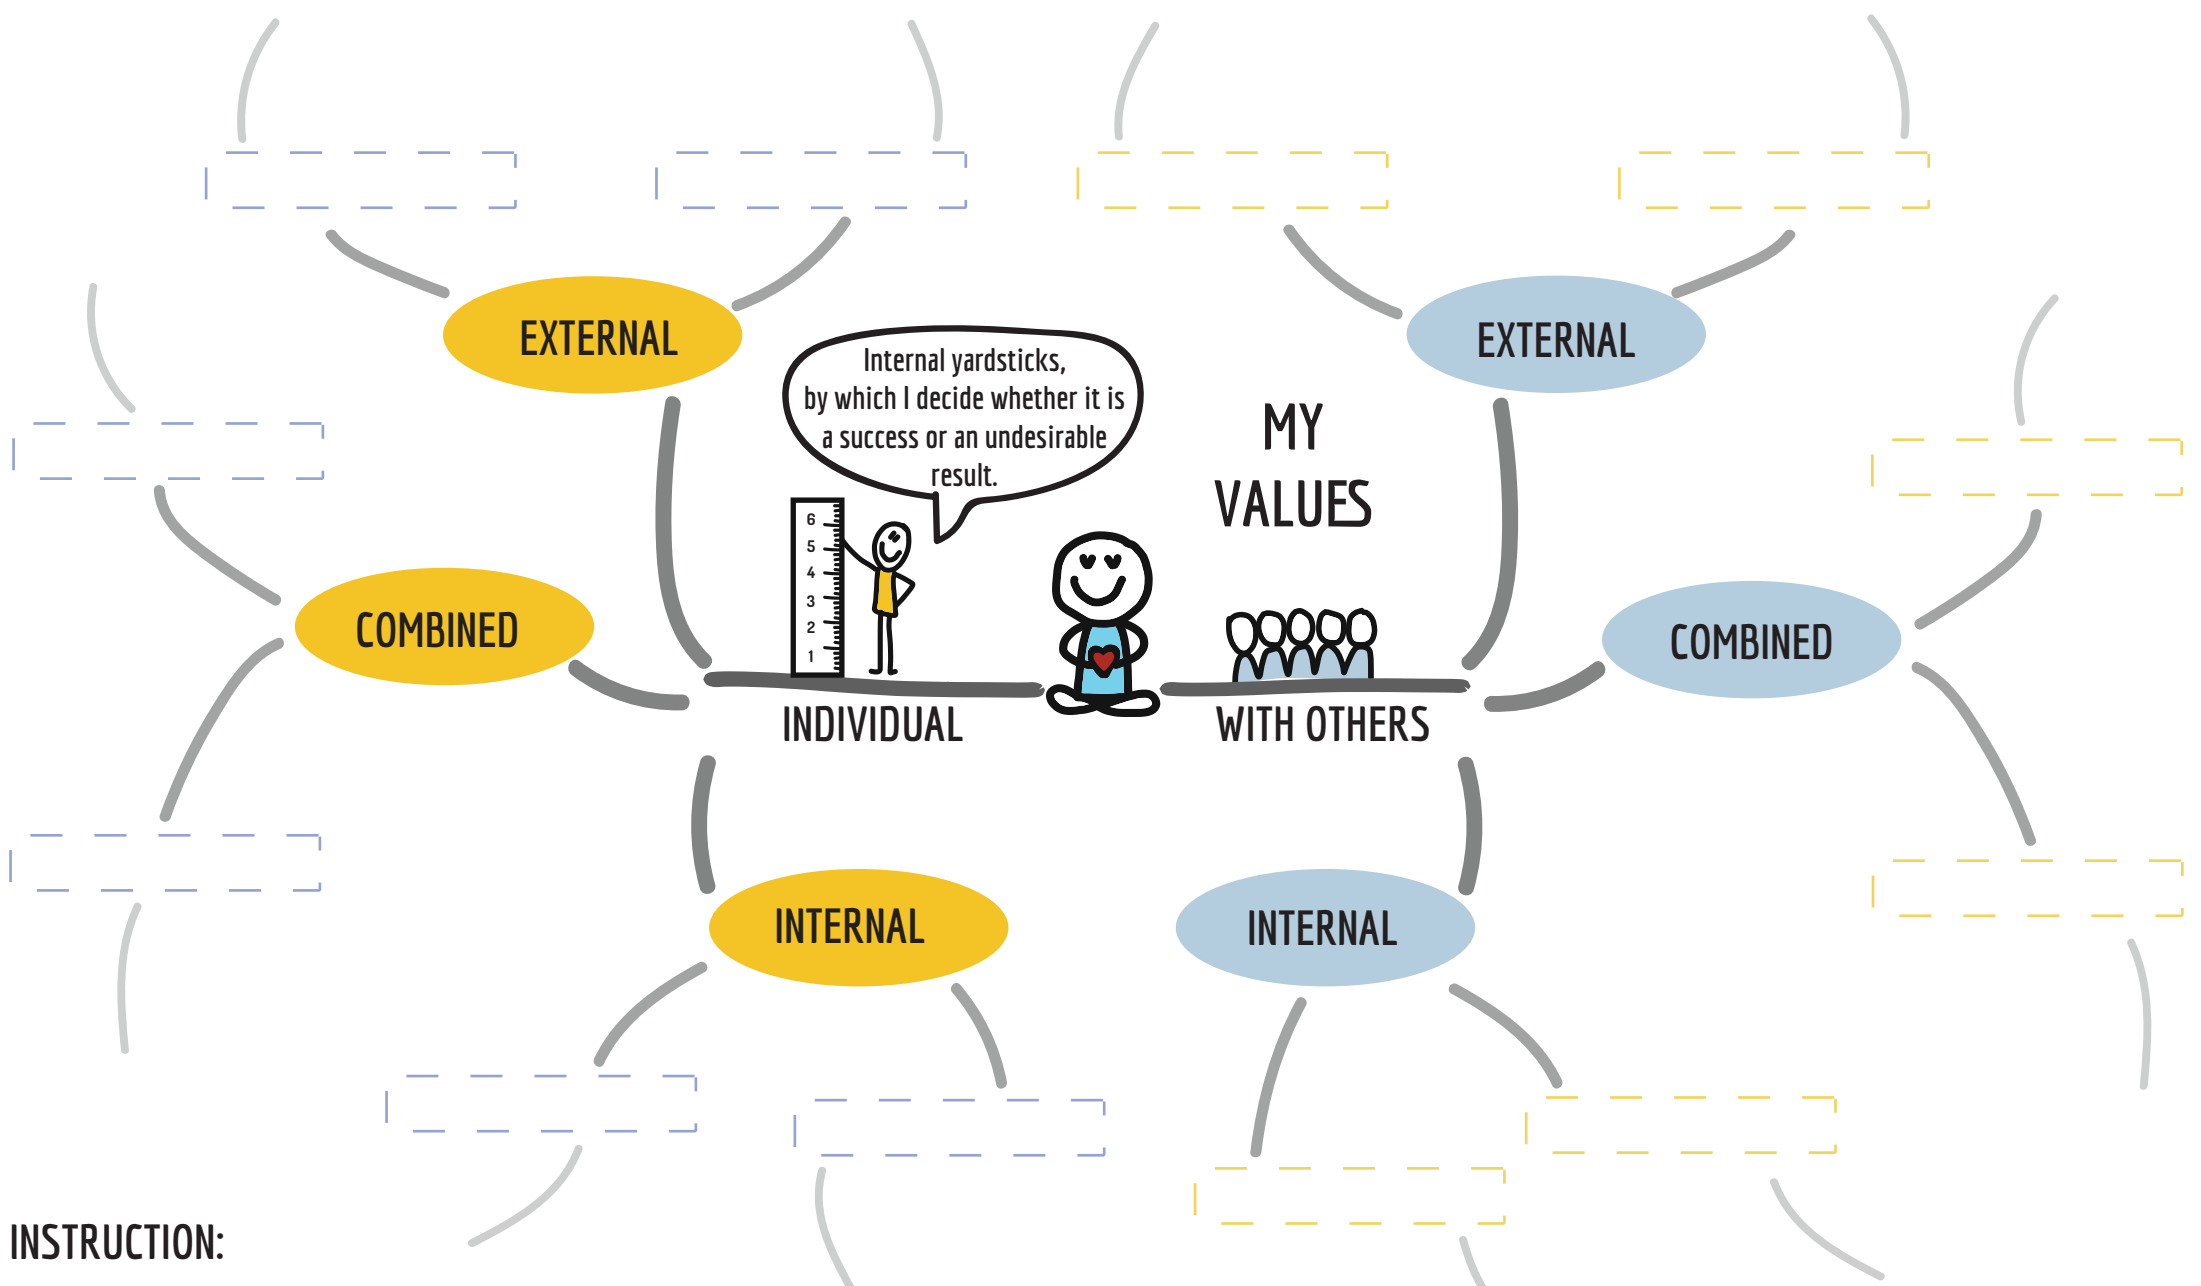 EXTERNAL
EXTERNAL
Internal yardsticks,
by which I decide whether it is
a success or an undesirable
result.
MY
VALUES
6
5
4
3
2
1
COMBINED
COMBINED
INDIVIDUAL
WITH OTHERS
INTERNAL
INTERNAL
INSTRUCTION: